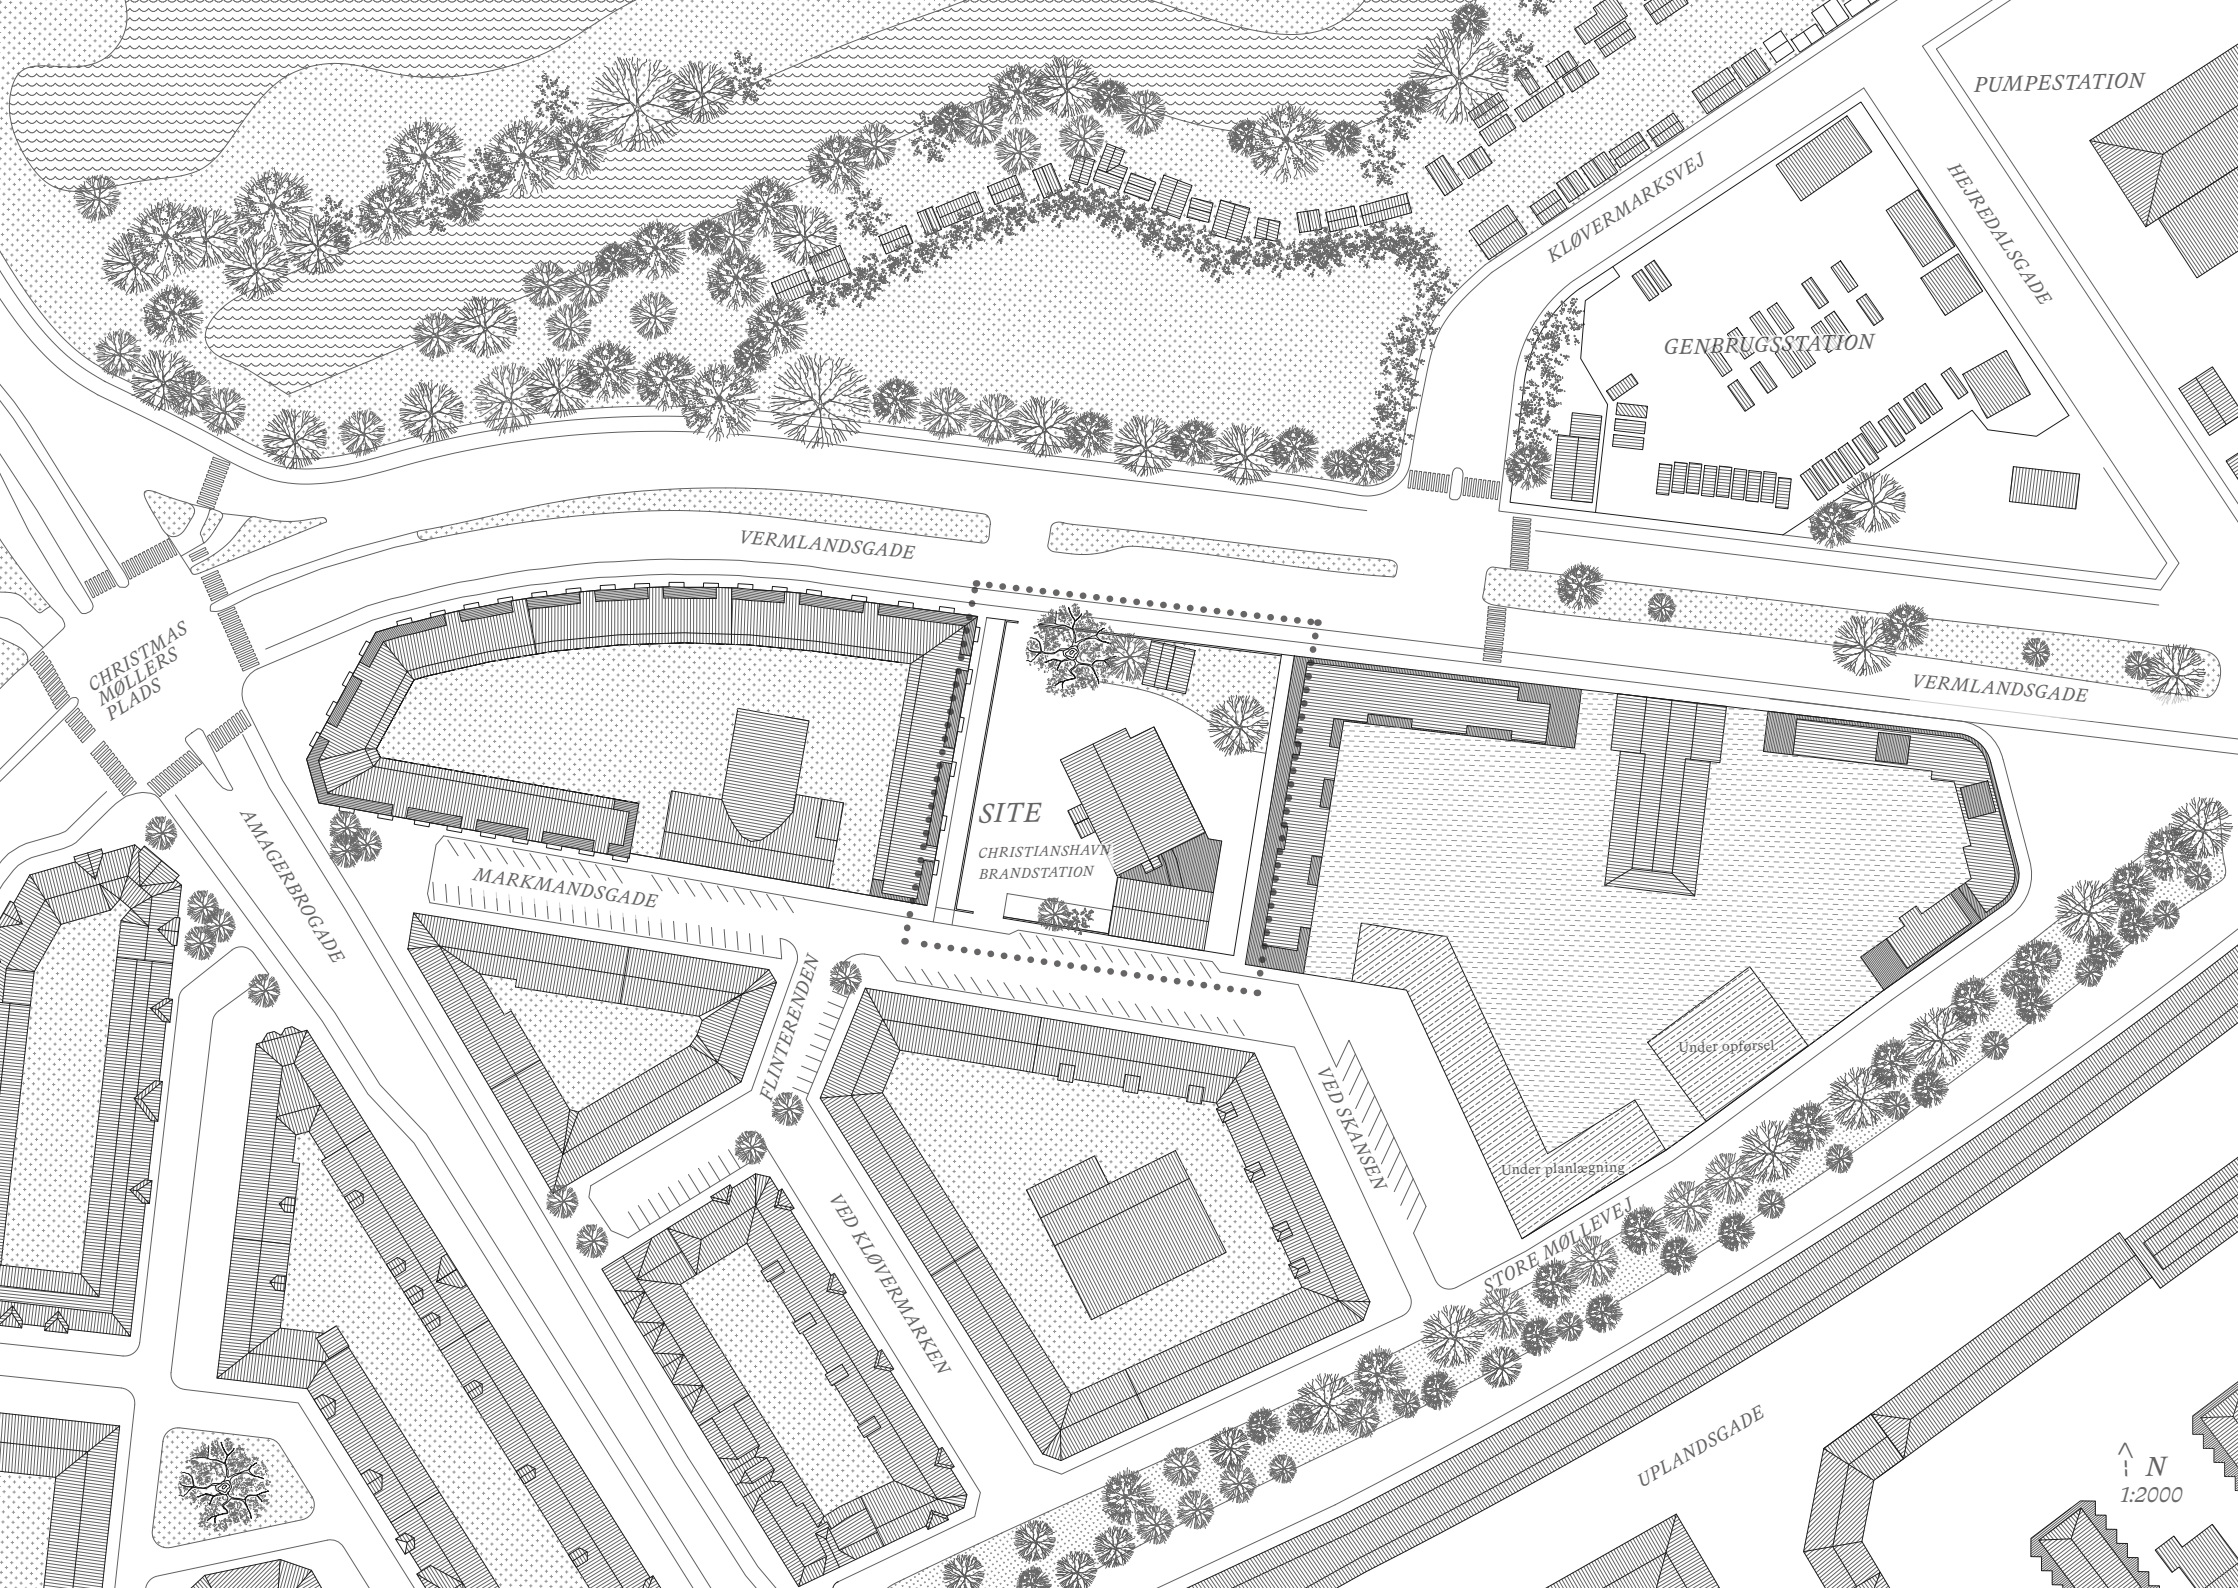 PUMPESTATION
KLØVERMARKSVEJ
HEJREDALSGADE
GENBRUGSSTATION
VERMLANDSGADE
CHRISTMAS
MØLLERS
PLADS
VERMLANDSGADE
SITE
CHRISTIANSHAVN
BRANDSTATION
AMAGERBROGADE
MARKMANDSGADE
FLINTERENDEN
VED SKANSEN
Under opførsel
Under planlægning
VED KLØVERMARKEN
STORE MØLLEVEJ
UPLANDSGADE
N
1:2000